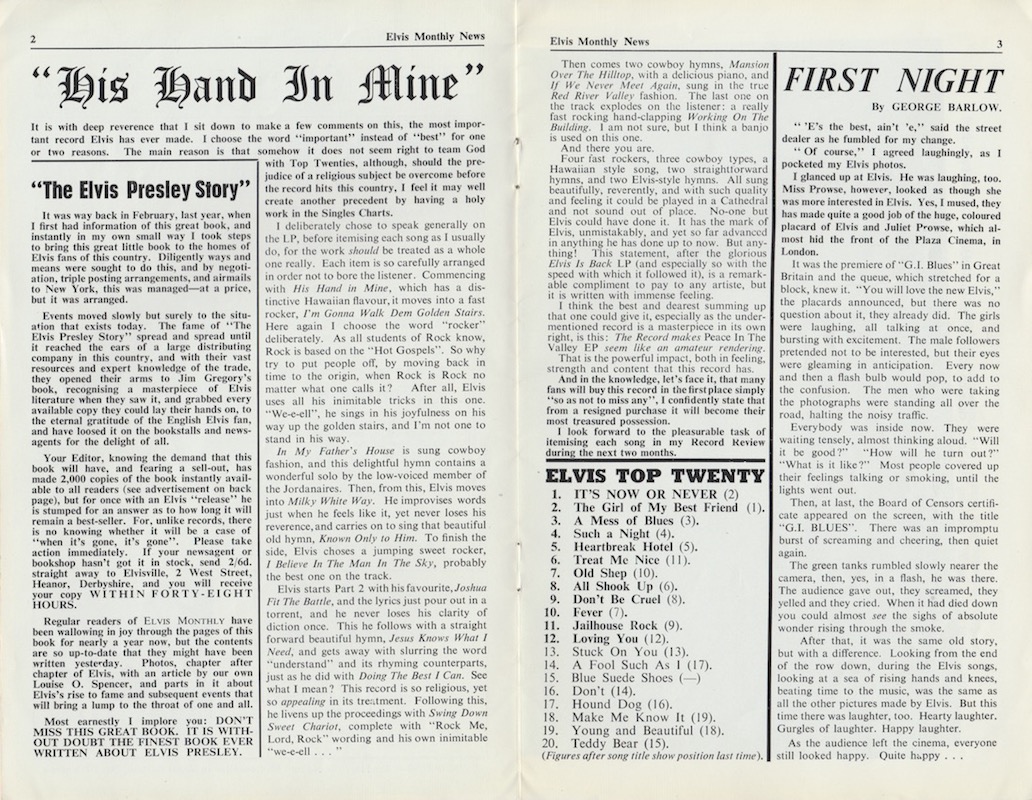 2
Elvis Monthly News
“His Hand In Mine”
It is with deep reverence that I sit down to make a few comments on this, the most impor-
tant record Elvis has ever made. I choose the word “important” instead of “best” for one
or two reasons. The main reason is that somehow it does not seem right to team God
“The Elvis Presley Story”
It was way back in February, last year, when
I first had information of this great book, and
instantly in my own small way I took steps
to bring this great little book to the homes of
Elvis fans of this country. Diligently ways and
means were sought to do this, and by negoti-
ation, triple posting arrangements, and airmails
to New York, this was managed—at a price,
but it was arranged.
Events moved slowly but surely to the situ-
ation that exists today. The fame of “The
Elvis Presley Story” spread and spread until
it reached the ears of a large distributing
company in this country, and with their vast
resources and expert knowledge of the trade,
they opened their arms to Jim Gregory's
book, recognising a masterpiece of Elvis
literature when they saw it, and grabbed every
available copy they could lay their hands on, to
the eternal gratitude of the English Elvis fan,
and have loosed it on the bookstalls and news-
agents for the delight of all.
Your Editor, knowing the demand that this
book will have, and fearing a sell-out, has
made 2,000 copies of the book instantly avail-
able to all readers (see advertisement on back
page), but for once with an Elvis “release” he
is stumped for an answer as to how long it will
remain a best-seller. For, unlike records, there
is no knowing whether it will be a case of
“when it's gone, it's gone”. Please take
action immediately. If your newsagent or
bookshop hasn't got it in stock, send 2/6d.
straight away to Elvisville, 2 West Street,
Heanor, Derbyshire, and you will receive
your copy WITHIN FORTY-EIGHT
HOURS.
Regular readers of ELVIS MONTHLY have
been wallowing in joy through the pages of this
book for nearly a year now, but the contents
are so up-to-date that they might have been
written yesterday. Photos, chapter after
chapter of Elvis, with an article by our own
Louise O. Spencer, and parts in it about
Elvis's rise to fame and subsequent events that
will bring a lump to the throat of one and all.
Most earnestly I implore you: DON'T
MISS THIS GREAT BOOK. IT IS WITH-
OUT DOUBT THE FINEST BOOK EVER
WRITTEN ABOUT ELVIS PRESLEY.
with Top Twenties, although, should the pre-
judice of a religious subject be overcome before
the record hits this country, I feel it may well
create another precedent by having a holy
work in the Singles Charts.
I deliberately chose to speak generally on
the LP, before itemising each song as I usually
do, for the work should be treated as a whole
one really. Each item is so carefully arranged
in order not to bore the listener. Commencing
with His Hand in Mine, which has a dis-
tinctive Hawaiian flavour, it moves into a fast
rocker, I'm Gonna Walk Dem Golden Stairs.
Here again I choose the word “rocker”
deliberately. As all students of Rock know,
Rock is based on the “Hot Gospels”. So why
try to put people off, by moving back in
time to the origin, when Rock is Rock no
matter what one calls it? After all, Elvis
uses all his inimitable tricks in this one.
“We-e-ell”, he sings in his joyfulness on his
way up the golden stairs, and I'm not one to
stand in his way.
In My Father's House is sung cowboy
fashion, and this delightful hymn contains a
wonderful solo by the low-voiced member of
the Jordanaires. Then, from this, Elvis moves
into Milky White Way. He improvises words
just when he feels like it, yet never loses his
reverence, and carries on to sing that beautiful
old hymn, Known Only to Him. To finish the
side, Elvis choses a jumping sweet rocker,
I Believe In The Man In The Sky, probably
the best one on the track.
Elvis starts Part 2 with his favourite, Joshua
Fit The Battle, and the lyrics just pour out in a
torrent, and he never loses his clarity of
diction once. This he follows with a straight
forward beautiful hymn, Jesus Knows What I
Need, and gets away with slurring the word
“understand” and its rhyming counterparts,
just as he did with Doing The Best I Can. See
what I mean? This record is so religious, yet
so appealing in its treatment. Following this,
he livens up the proceedings with Swing Down
Sweet Chariot, complete with “Rock Me,
Lord, Rock” wording and his own inimitable
“we-e-ell . . . ”
Elvis Monthly News
3
Then comes two cowboy hymns, Mansion
Over The Hilltop, with a delicious piano, and
If We Never Meet Again, sung in the true
Red River Valley fashion. The last one on
the track explodes on the listener: a really
fast rocking hand-clapping Working On The
Building. I am not sure, but I think a banjo
is used on this one.
And there you are.
Four fast rockers, three cowboy types, a
Hawaiian style song, two straightforward
hymns, and two Elvis-style hymns. All sung
beautifully, reverently, and with such quality
and feeling it could be played in a Cathedral
and not sound out of place. No-one but
Elvis could have done it. It has the mark of
Elvis, unmistakably, and yet so far advanced
in anything he has done up to now. But any-
thing! This statement, after the glorious
Elvis Is Back LP (and especially so with the
speed with which it followed it), is a remark-
able compliment to pay to any artiste, but
it is written with immense feeling.
I think the best and dearest summing up
that one could give it, especially as the under-
mentioned record is a masterpiece in its own
right, is this: The Record makes Peace In The
Valley EP seem like an amateur rendering.
That is the powerful impact, both in feeling,
strength and content that this record has.
And in the knowledge, let's face it, that many
fans will buy this record in the first place simply
“so as not to miss any”, I confidently state that
from a resigned purchase it will become their
most treasured possession.
I look forward to the pleasurable task of
itemising each song in my Record Review
during the next two months.
ELVIS TOP TWENTY
1. IT'S NOW OR NEVER (2)
2. The Girl of My Best Friend (1).
3. A Mess of Blues (3).
4. Such a Night (4).
5. Heartbreak Hotel (5).
6. Treat Me Nice (11).
7. Old Shep (10).
8. All Shook Up (6).
9. Don't Be Cruel (8).
10. Fever (7).
11. Jailhouse Rock (9).
12. Loving You (12).
13. Stuck On You (13).
14. A Fool Such As I (17).
15. Blue Suede Shoes (—)
16. Don't (14).
17. Hound Dog (16).
18. Make Me Know It (19).
19. Young and Beautiful (18).
20. Teddy Bear (15).
(Figures after song title show position last time).
FIRST NIGHT
By GEORGE BARLOW.
“ 'E's the best, ain't 'e,” said the street
dealer as he fumbled for my change.
“ Of course,” I agreed laughingly, as I
pocketed my Elvis photos.
I glanced up at Elvis. He was laughing, too.
Miss Prowse, however, looked as though she
was more interested in Elvis. Yes, I mused, they
has made quite a good job of the huge, coloured
placard of Elvis and Juliet Prowse, which al-
most hid the front of the Plaza Cinema, in
London.
It was the premiere of “G.I. Blues” in Great
Britain and the queue, which stretched for a
block, knew it. “You will love the new Elvis,”
the placards announced, but there was no
question about it, they already did. The girls
were laughing, all talking at once, and
bursting with excitement. The male followers
pretended not to be interested, but their eyes
were gleaming in anticipation. Every now
and then a flash bulb would pop, to add to
the confusion. The men who were taking
the photographs were standing all over the
road, halting the noisy traffic.
Everybody was inside now. They were
waiting tensely, almost thinking aloud. “Will
it be good?” “How will he turn out?”
“What is it like?” Most people covered up
their feelings talking or smoking, until the
lights went out.
Then, at last, the Board of Censors certifi-
cate appeared on the screen, with the title
“G.I. BLUES”. There was an impromptu
burst of screaming and cheering, then quiet
again.
The green tanks rumbled slowly nearer the
camera, then, yes, in a flash, he was there.
The audience gave out, they screamed, they
yelled and they cried. When it had died down
you could almost see the sighs of absolute
wonder rising through the smoke.
After that, it was the same old story,
but with a difference. Looking from the end
of the row down, during the Elvis songs,
looking at a sea of rising hands and knees,
beating time to the music, was the same as
all the other pictures made by Elvis. But this
time there was laughter, too. Hearty laughter.
Gurgles of laughter. Happy laughter.
As the audience left the cinema, everyone
still looked happy. Quite happy . . .